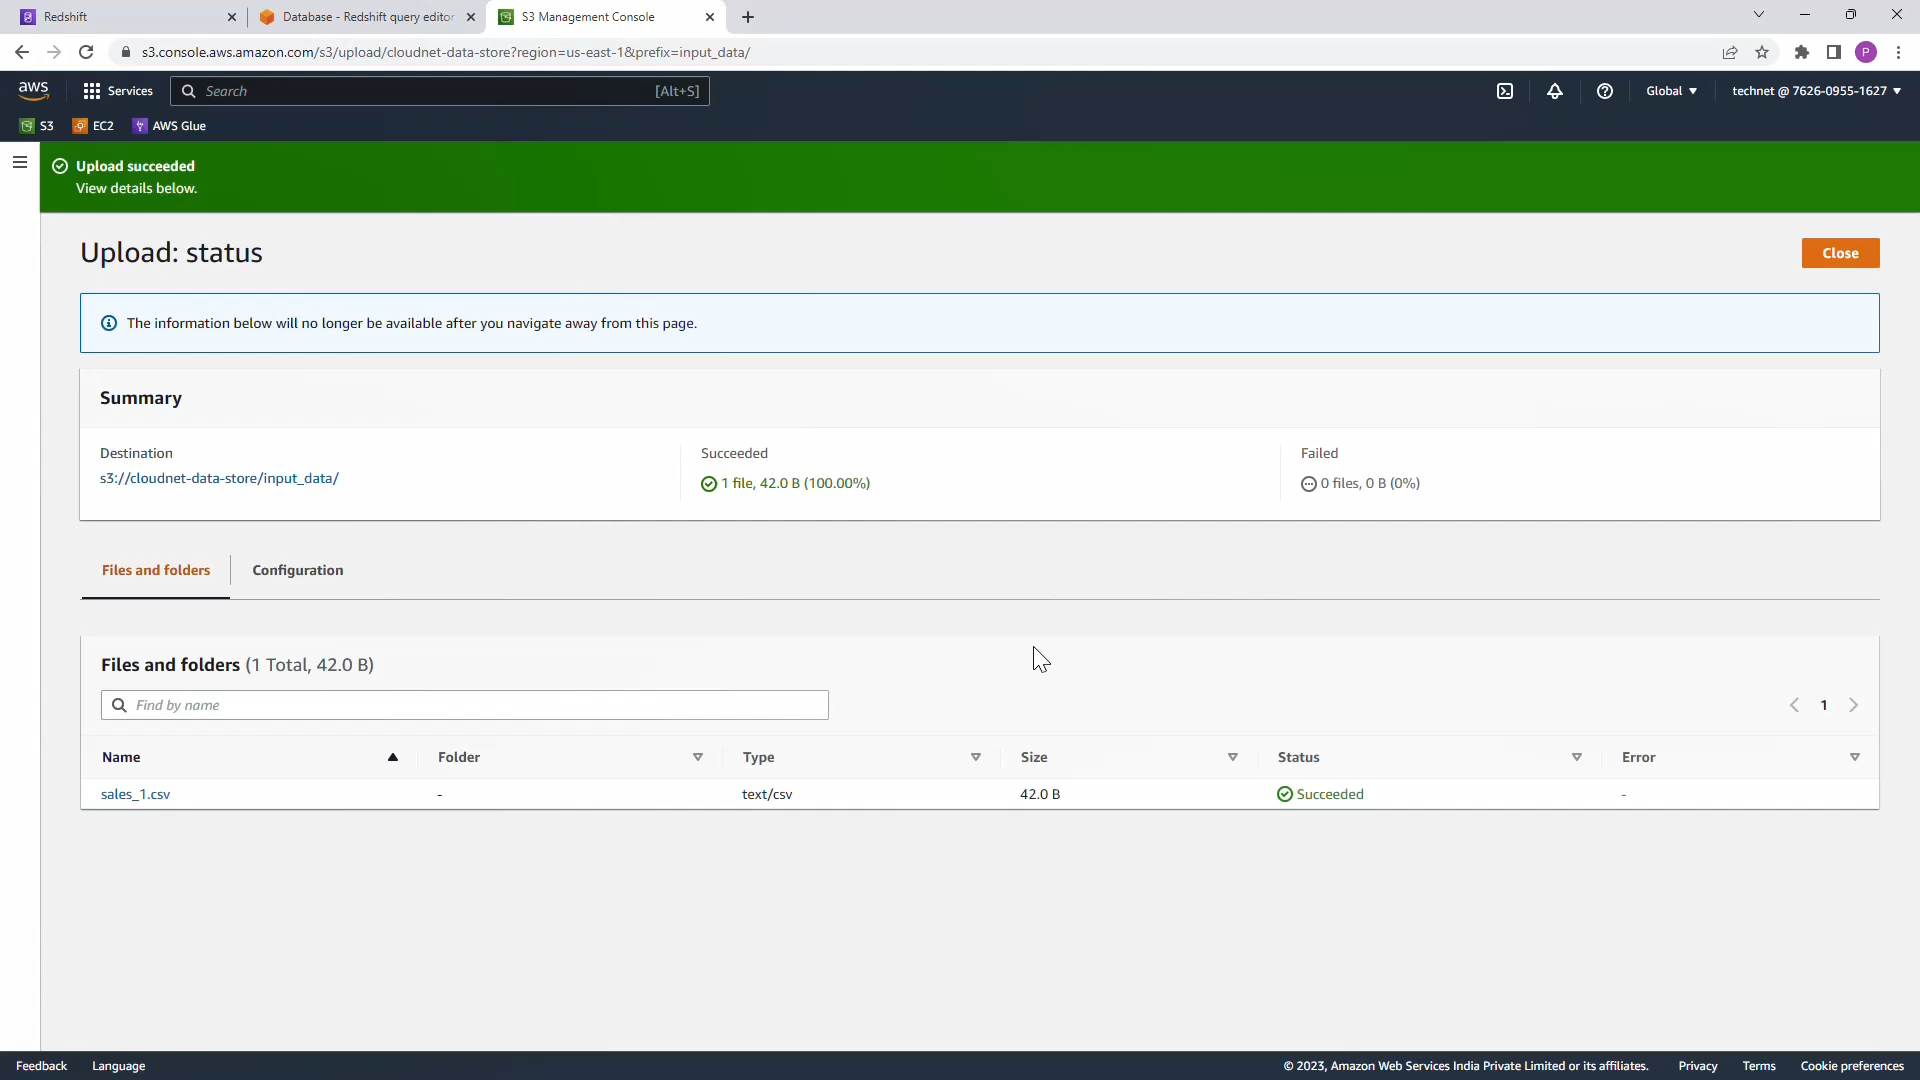 Redshift
Database - Redshift query editor
S3 Management Console
s3.console.aws.amazon.com/s3/upload/cloudnet-data-store?region=us-east-1&prefix=input_data/
P
aws
Services
Search
[Alt+S]
Global
technet @ 7626-0955-1627
S3
EC2
AWS Glue
Upload succeeded
View details below.
Upload: status
Close
The information below will no longer be available after you navigate away from this page.
Summary
Destination
s3://cloudnet-data-store/input_data/
Succeeded
1 file, 42.0 B (100.00%)
Failed
0 files, 0 B (0%)
Files and folders
Configuration
Files and folders (1 Total, 42.0 B)
Find by name
1
Name
Folder
Type
Size
Status
Error
sales_1.csv
-
text/csv
42.0 B
Succeeded
-
Feedback
Language
© 2023, Amazon Web Services India Private Limited or its affiliates.
Privacy
Terms
Cookie preferences